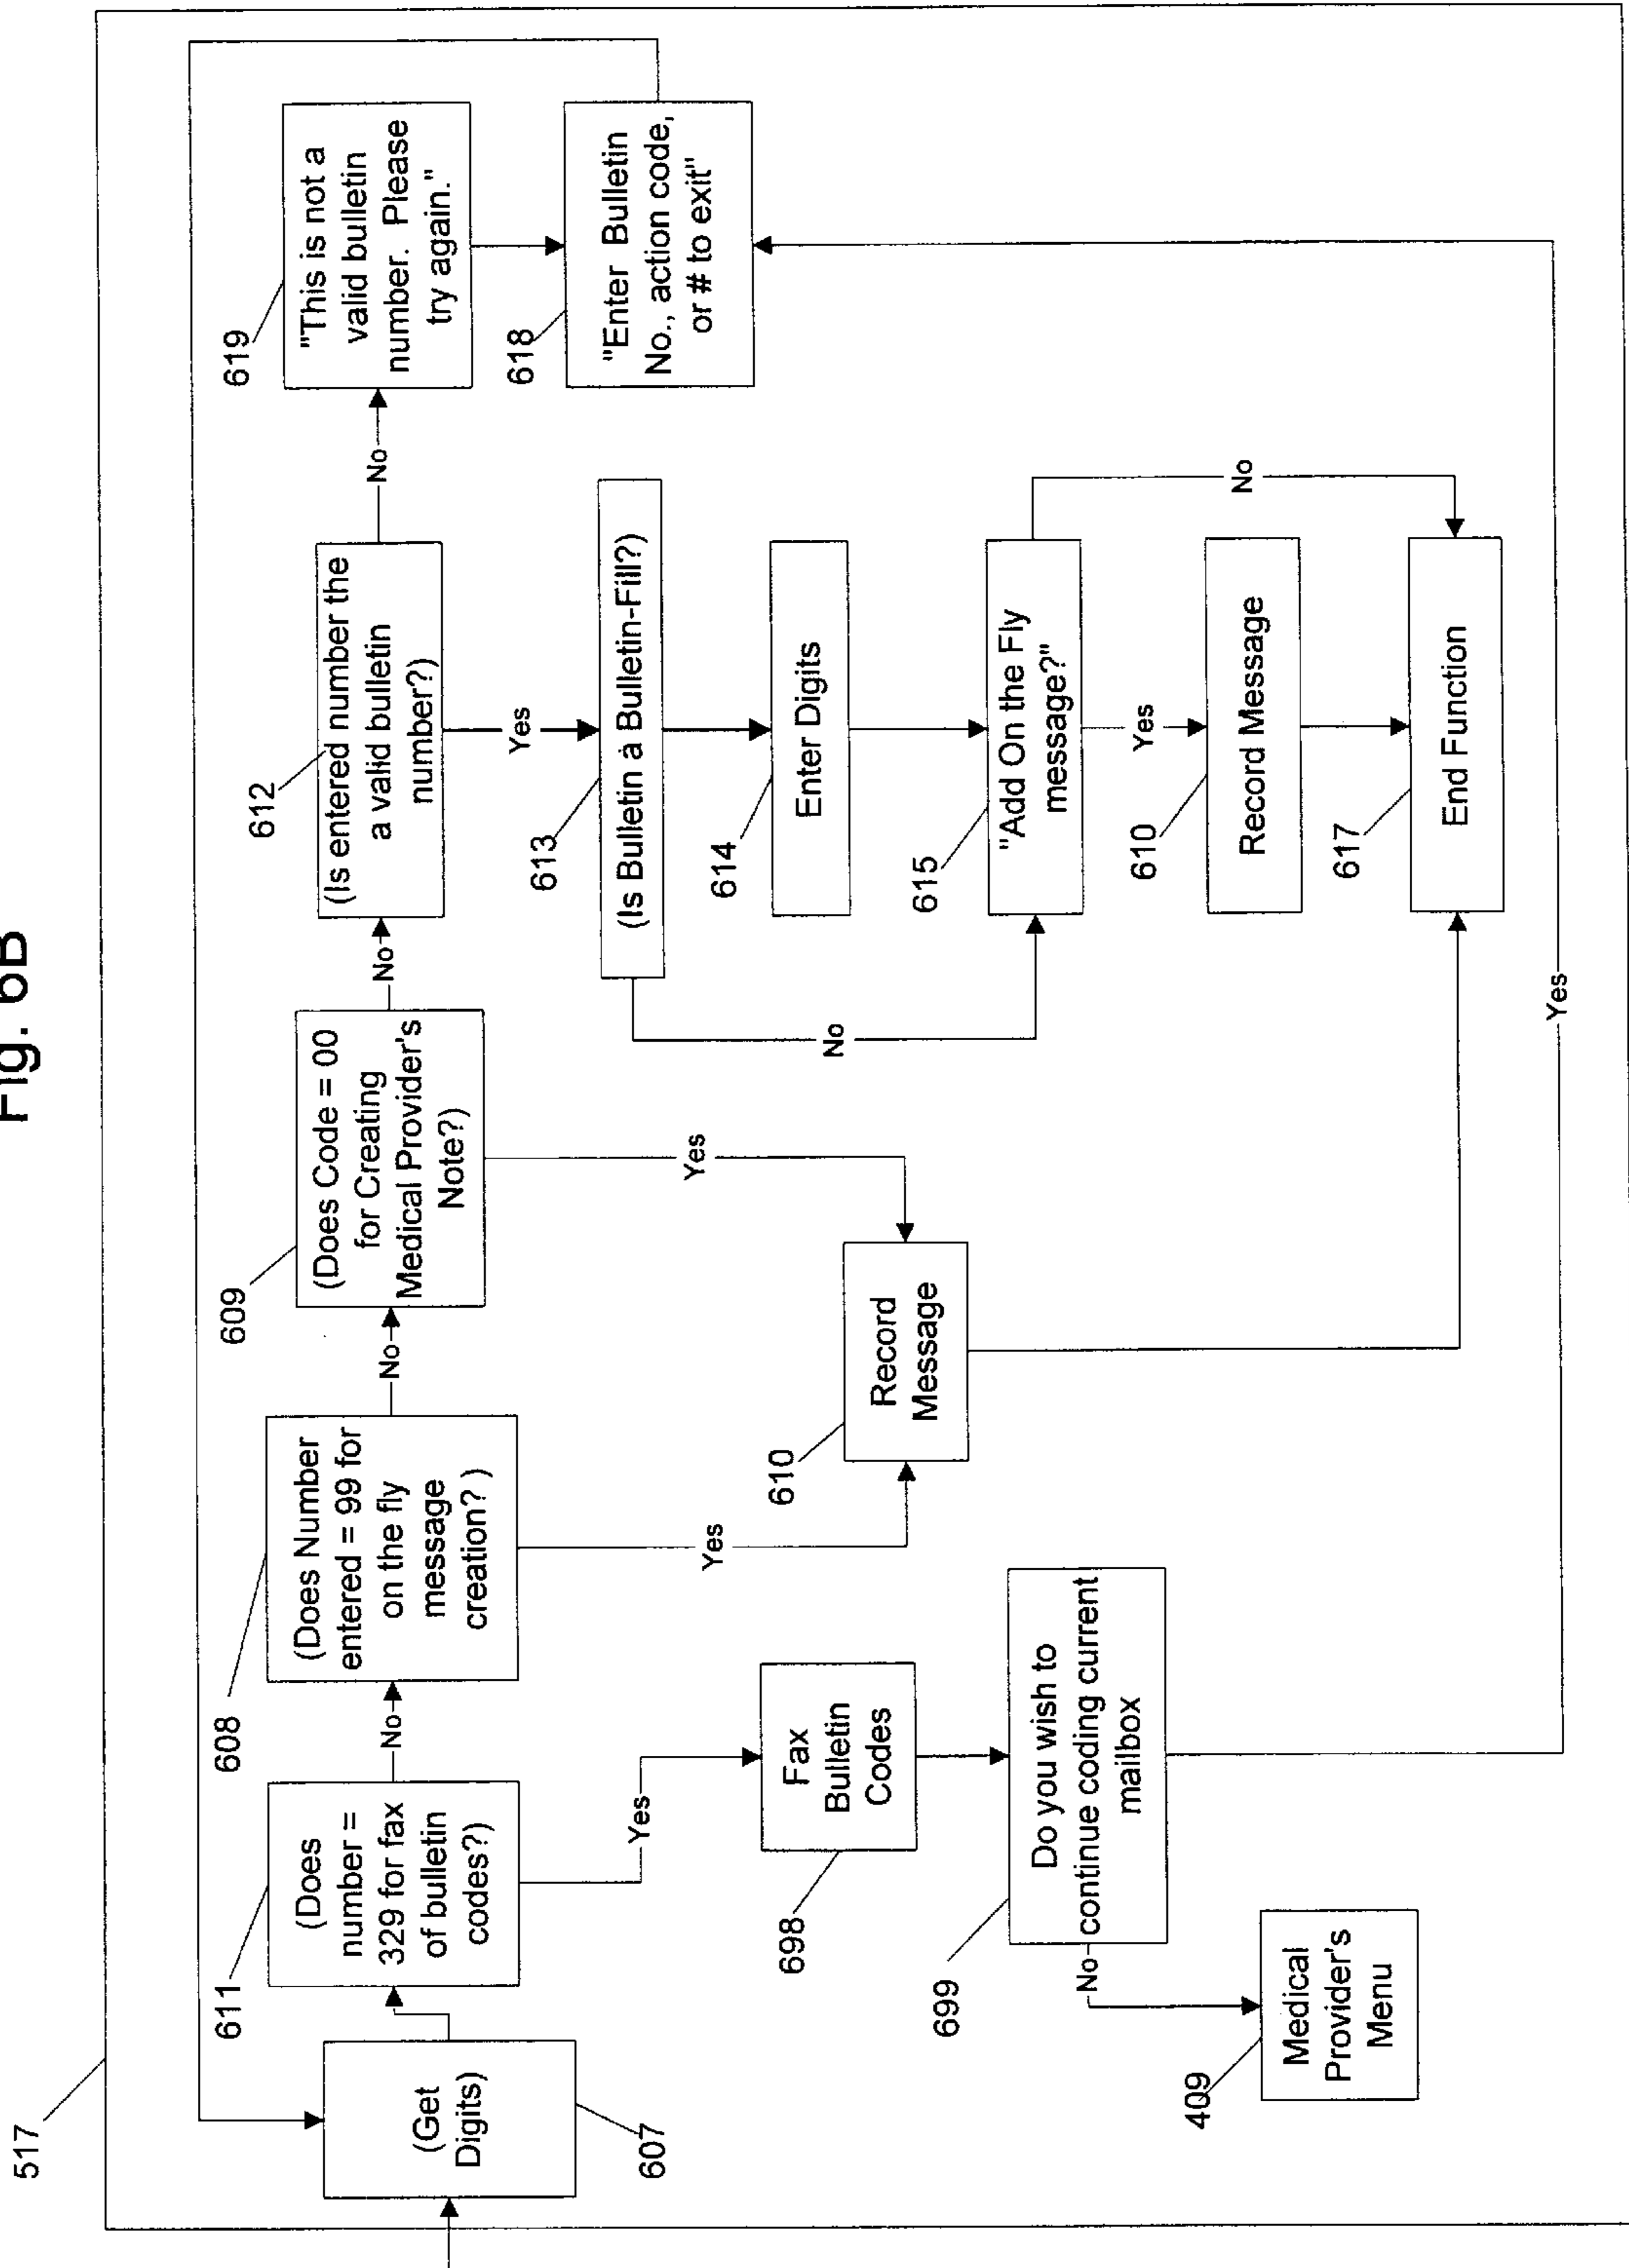 Fig. 6B
517
(Get
Digits)
607
611
(Does
number =
329 for fax
of bulletin
codes?)
No
608
(Does Number
entered = 99 for
on the fly
message
creation? )
No
609
(Does Code = 00
for Creating
Medical Provider's
Note?)
No
612
(Is entered number the
a valid bulletin
number?)
No
619
"This is not a
valid bulletin
number. Please
try again."
618
"Enter Bulletin
No., action code,
or # to exit"
Yes
613
(Is Bulletin a Bulletin-Fill?)
614
Enter Digits
No
615
"Add On the Fly
message?"
No
Yes
610
Record Message
617
End Function
Yes
Yes
610
Record
Message
Yes
698
Fax
Bulletin
Codes
699
Do you wish to
continue coding current
mailbox
No
409
Medical
Provider's
Menu
Yes